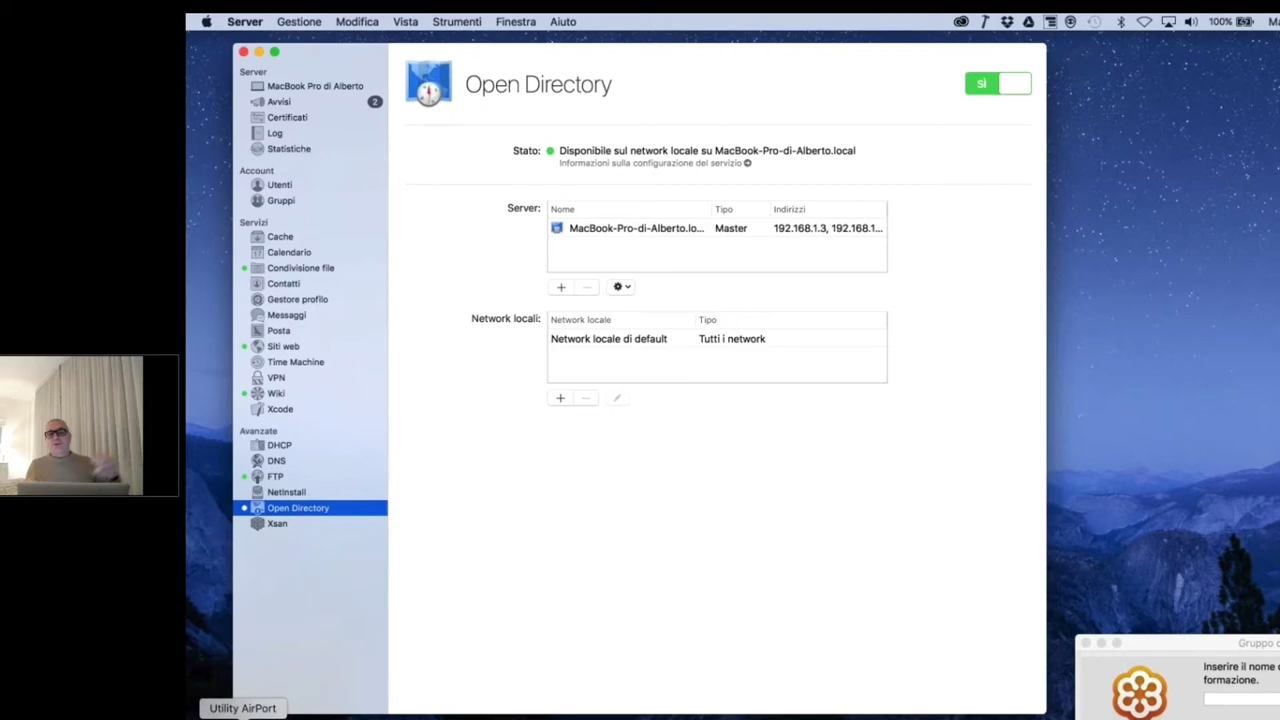 Server Gestione Modifica Vista Strumenti Finestra Aiuto 100%
Open Directory
SÌ
Server
MacBook Pro di Alberto
Avvisi 2
Certificati
Log
Statistiche
Account
Utenti
Gruppi
Servizi
Cache
Calendario
Condivisione file
Contatti
Gestore profilo
Messaggi
Posta
Siti web
Time Machine
VPN
Wiki
Xcode
Avanzate
DHCP
DNS
FTP
NetInstall
Open Directory
Xsan
Stato: Disponibile sul network locale su MacBook-Pro-di-Alberto.local
Informazioni sulla configurazione del servizio
Server: Nome Tipo Indirizzi
MacBook-Pro-di-Alberto.lo... Master 192.168.1.3, 192.168.1...
Network locali: Network locale Tipo
Network locale di default Tutti i network
Utility AirPort
Gruppo
Inserire il nome
formazione.